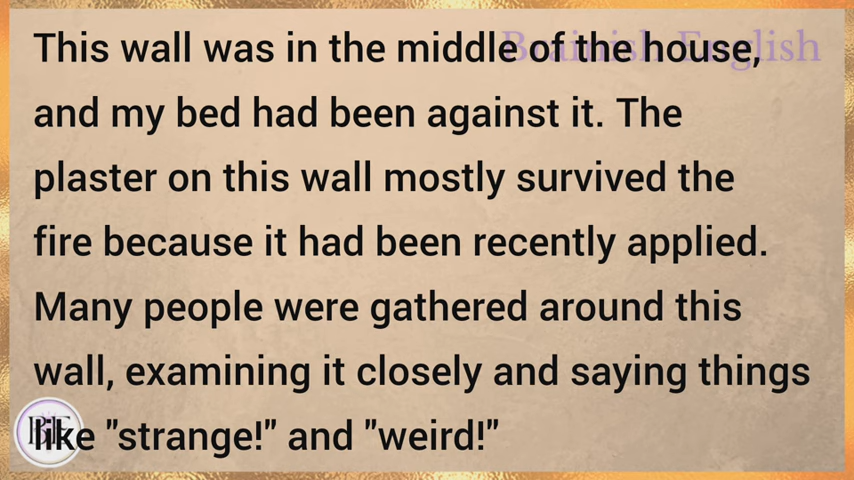 Brainish English
This wall was in the middle of the house,
and my bed had been against it. The
plaster on this wall mostly survived the
fire because it had been recently applied.
Many people were gathered around this
wall, examining it closely and saying things
like "strange!" and "weird!"